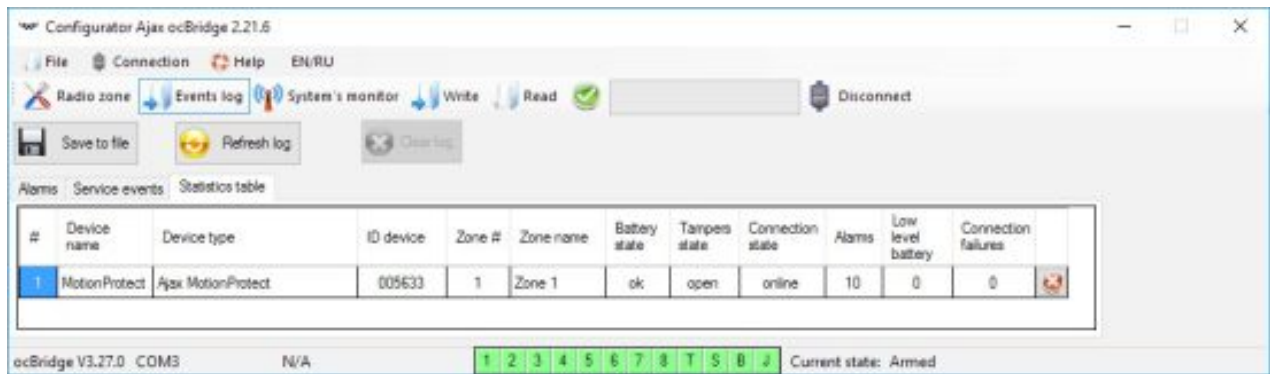 Configurator Ajax ocBridge 2.21.6
File Connection Help EN/RU
Radio zone Events log System's monitor Write Read Disconnect
Save to file Refresh log Clear log
Alarms Service events Statistics table
# Device name Device type ID device Zone # Zone name Battery state Tampers state Connection state Alarms Low level battery Connection failures
1 MotionProtect Ajax MotionProtect 005633 1 Zone 1 ok open online 10 0 0
ocBridge V3.27.0 COM3 N/A 1 2 3 4 5 6 7 8 T S B J Current state: Armed